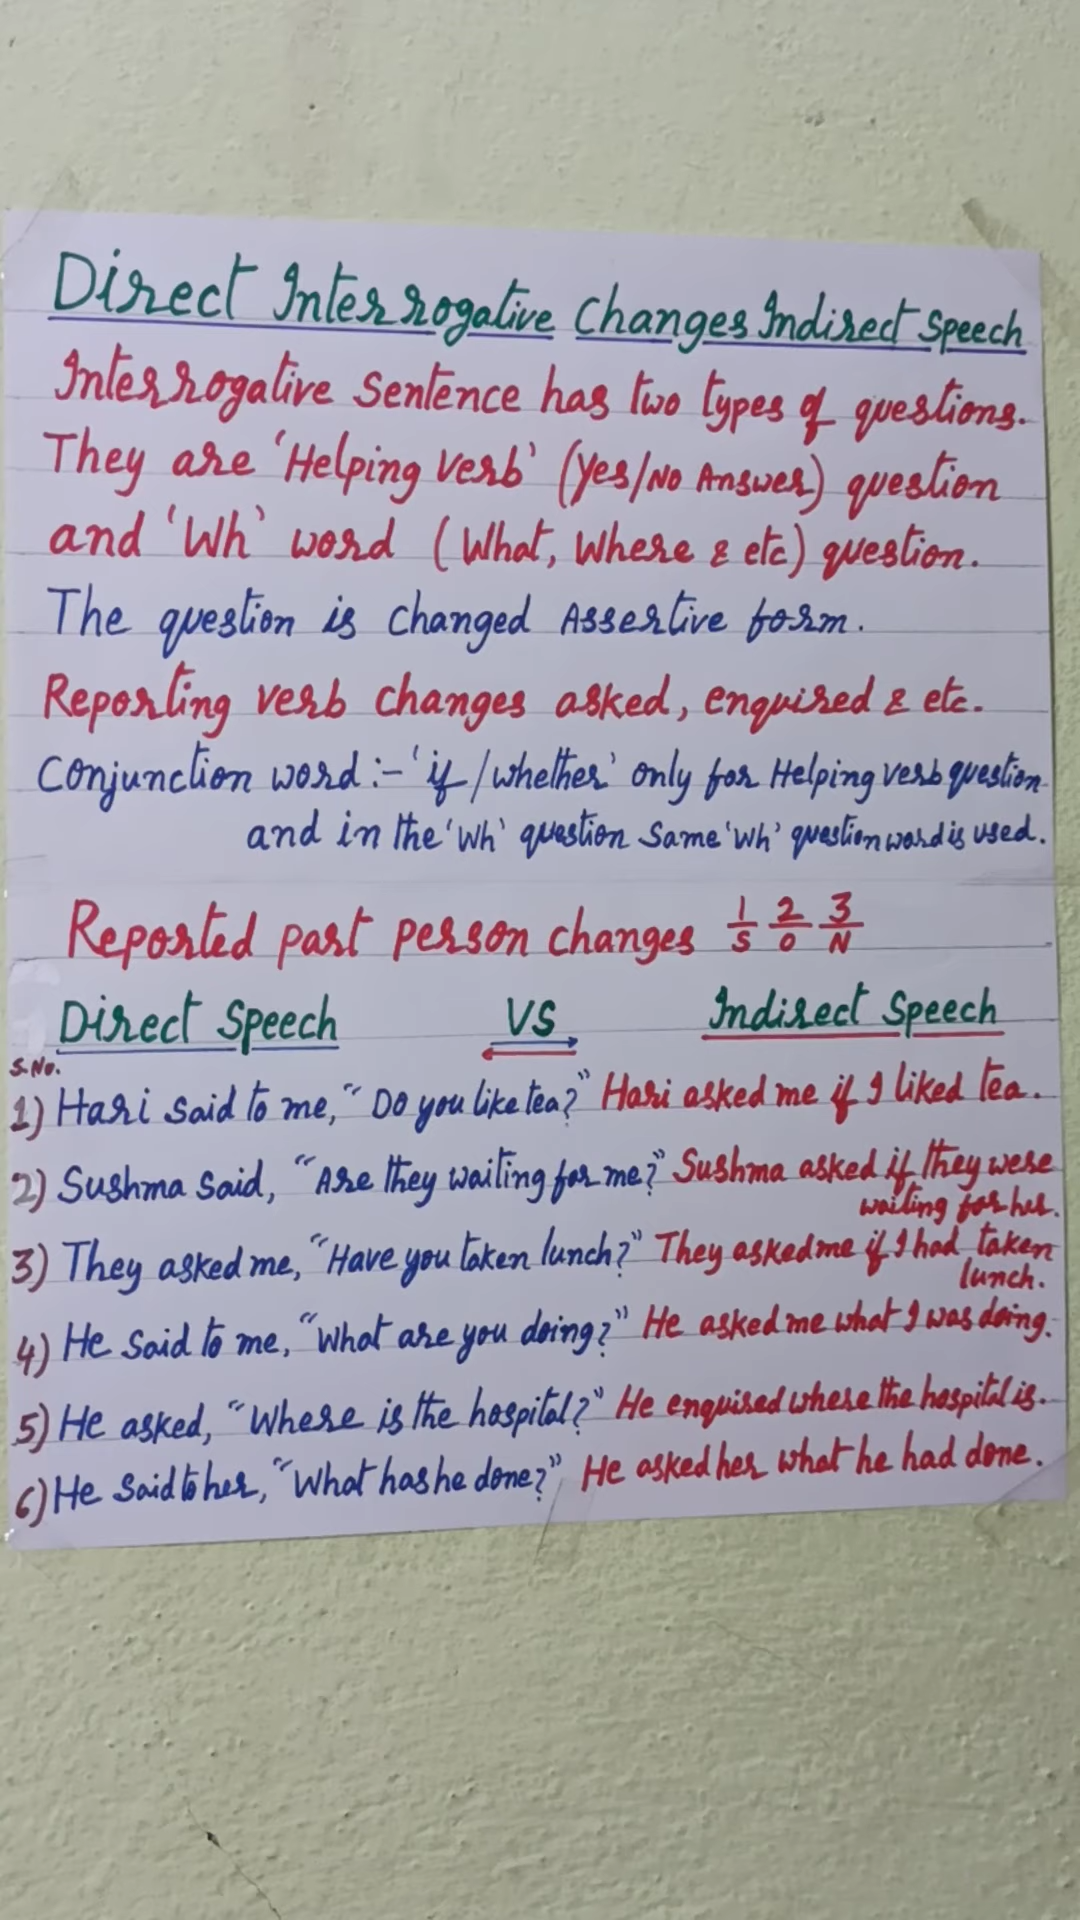 Direct Interrogative Changes Indirect Speech
Interrogative Sentence has two types of questions.
They are 'Helping Verb' (Yes/No Answer) question
and 'Wh' word (What, Where & etc) question.
The question is changed Assertive form.
Reporting verb changes asked, enquired & etc.
Conjunction word :- 'if/whether' only for Helping verb question
and in the 'Wh' question Same 'Wh' question word is used.
Reported part person changes 1/S 2/O 3/N
Direct Speech VS Indirect Speech
S.No.
1) Hari said to me, "Do you like tea?" Hari asked me if I liked tea.
2) Sushma said, "Are they waiting for me?" Sushma asked if they were
waiting for her.
3) They asked me, "Have you taken lunch?" They asked me if I had taken
lunch.
4) He said to me, "What are you doing?" He asked me what I was doing.
5) He asked, "Where is the hospital?" He enquired where the hospital is.
6) He said to her, "What has he done?" He asked her what he had done.